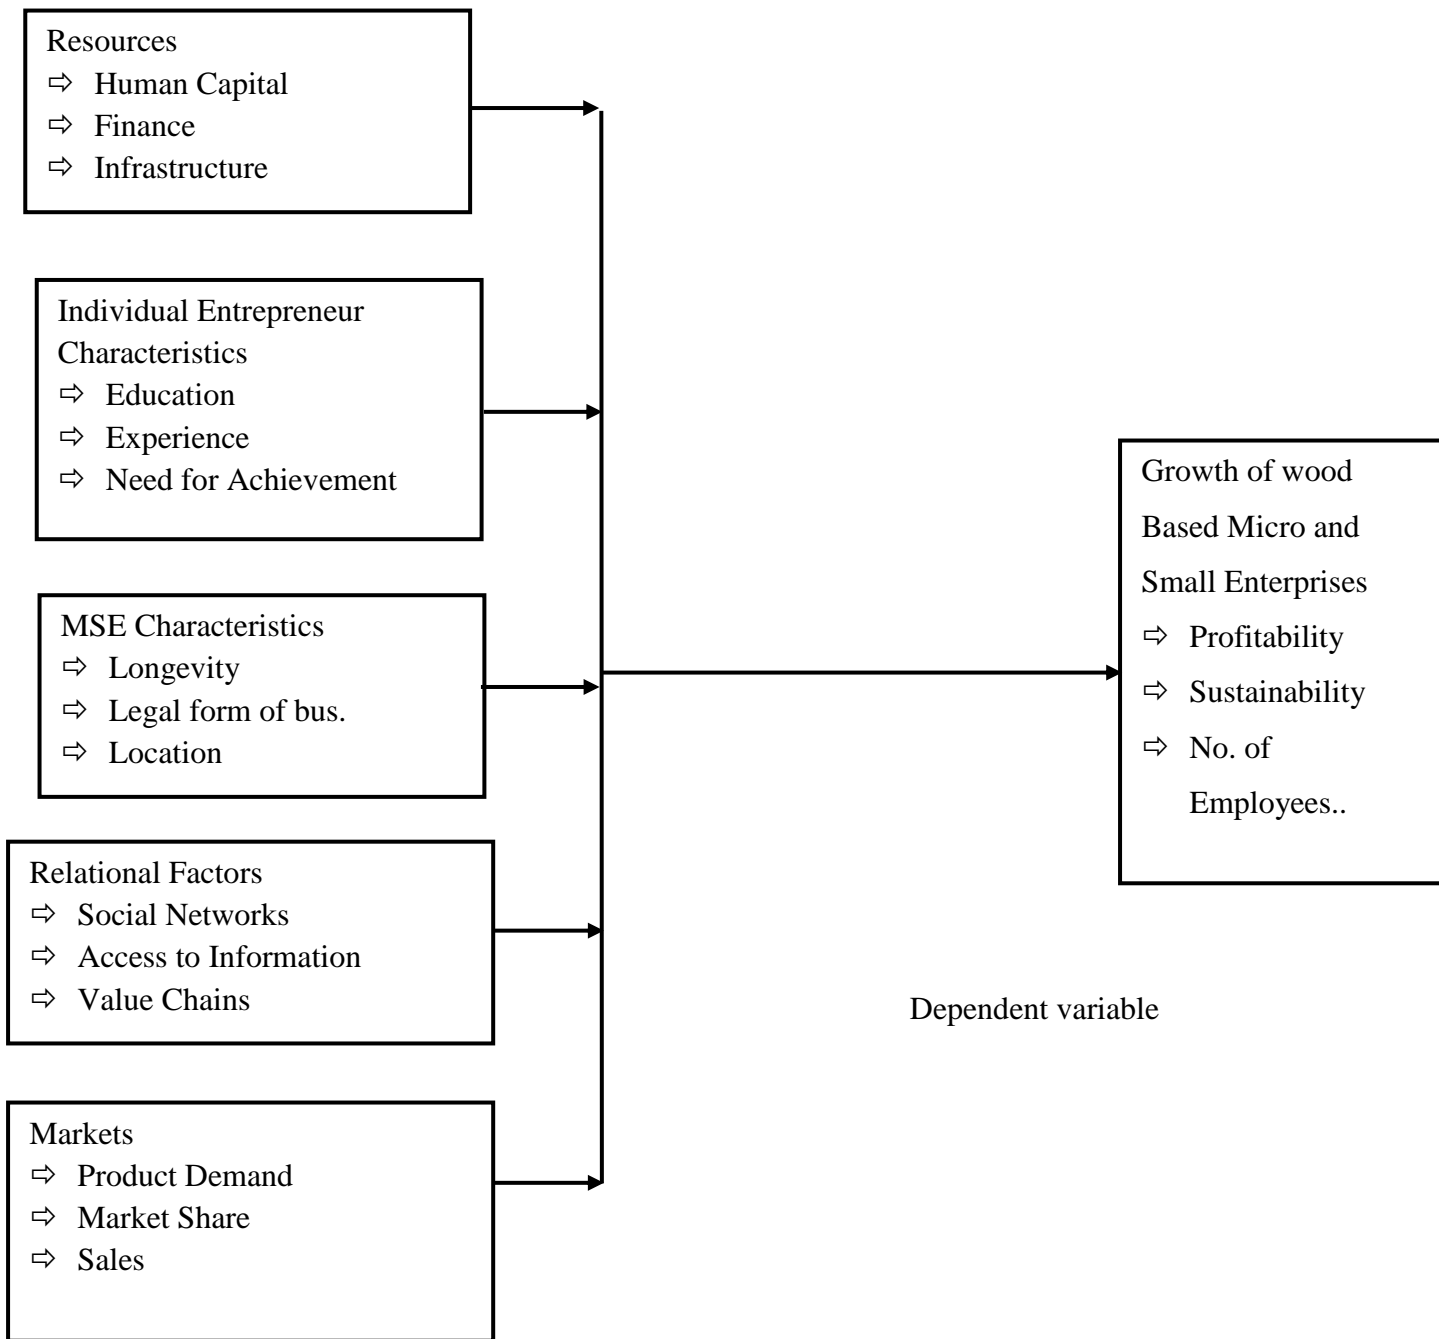 Resources
⇨ Human Capital
⇨ Finance
⇨ Infrastructure
Individual Entrepreneur
Characteristics
⇨ Education
⇨ Experience
⇨ Need for Achievement
MSE Characteristics
⇨ Longevity
⇨ Legal form of bus.
⇨ Location
Relational Factors
⇨ Social Networks
⇨ Access to Information
⇨ Value Chains
Markets
⇨ Product Demand
⇨ Market Share
⇨ Sales
Growth of wood
Based Micro and
Small Enterprises
⇨ Profitability
⇨ Sustainability
⇨ No. of
Employees..
Dependent variable